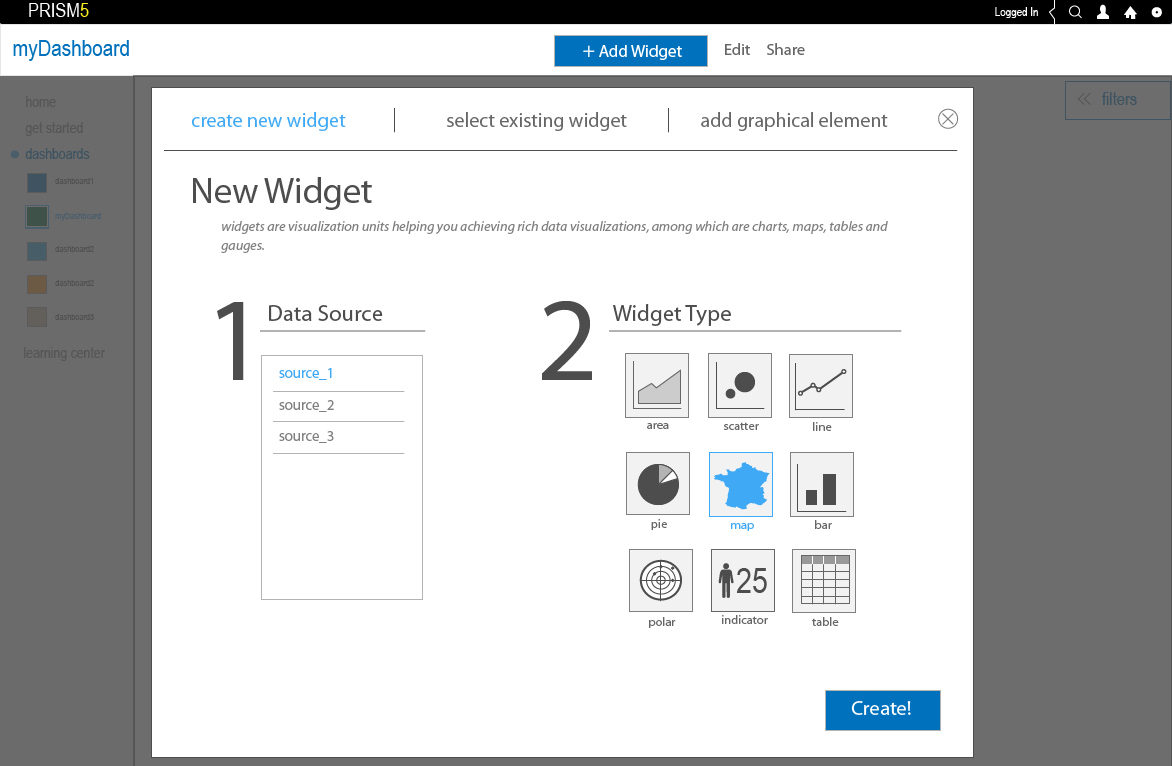 PRISM5
Logged In
myDashboard
+ Add Widget
Edit
Share
home
get started
dashboards
dashboard1
myDashboard
dashboard2
dashboard2
dashboard3
learning center
filters
create new widget
select existing widget
add graphical element
New Widget
widgets are visualization units helping you achieving rich data visualizations, among which are charts, maps, tables and
gauges.
1
Data Source
source_1
source_2
source_3
2
Widget Type
area
scatter
line
pie
map
bar
25
polar
indicator
table
Create!